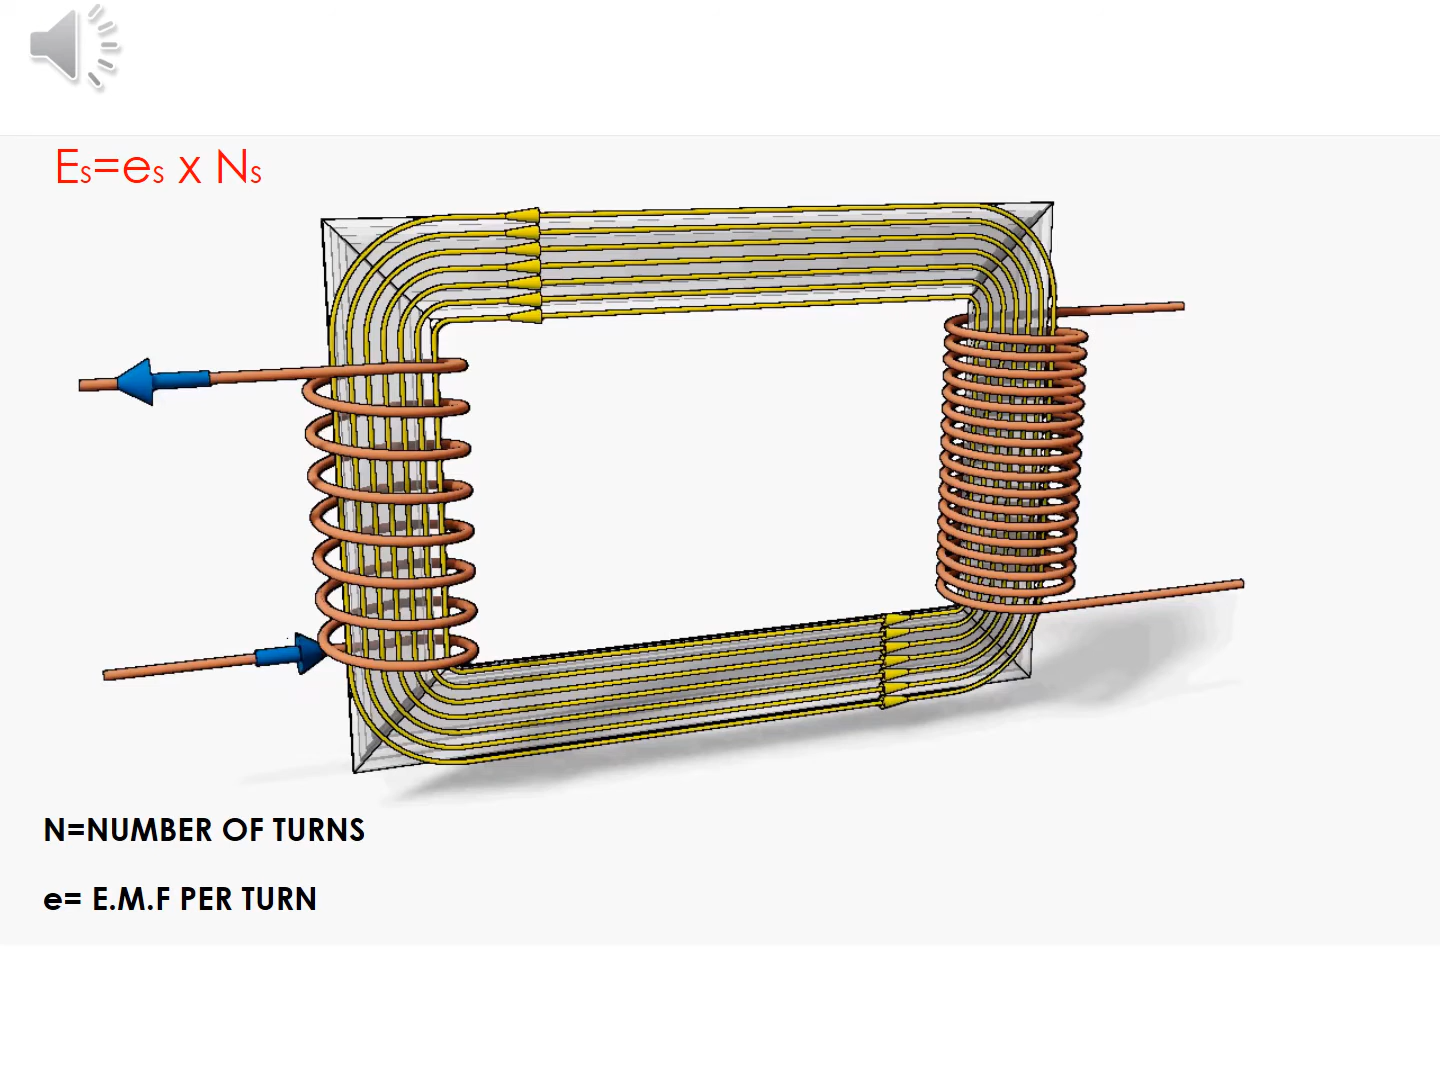 Es=es x Ns
N=NUMBER OF TURNS
e= E.M.F PER TURN